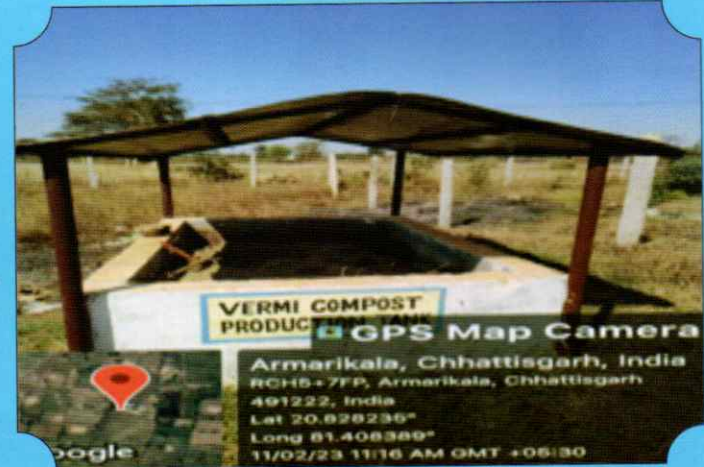 VERMI COMPOST
PRODUCTION TANK
GPS Map Camera
Armarikala, Chhattisgarh, India
RCH5+7FP, Armarikala, Chhattisgarh
491222, India
Lat 20.828235°
Long 81.408389°
11/02/23 11:16 AM GMT +05:30
oogle